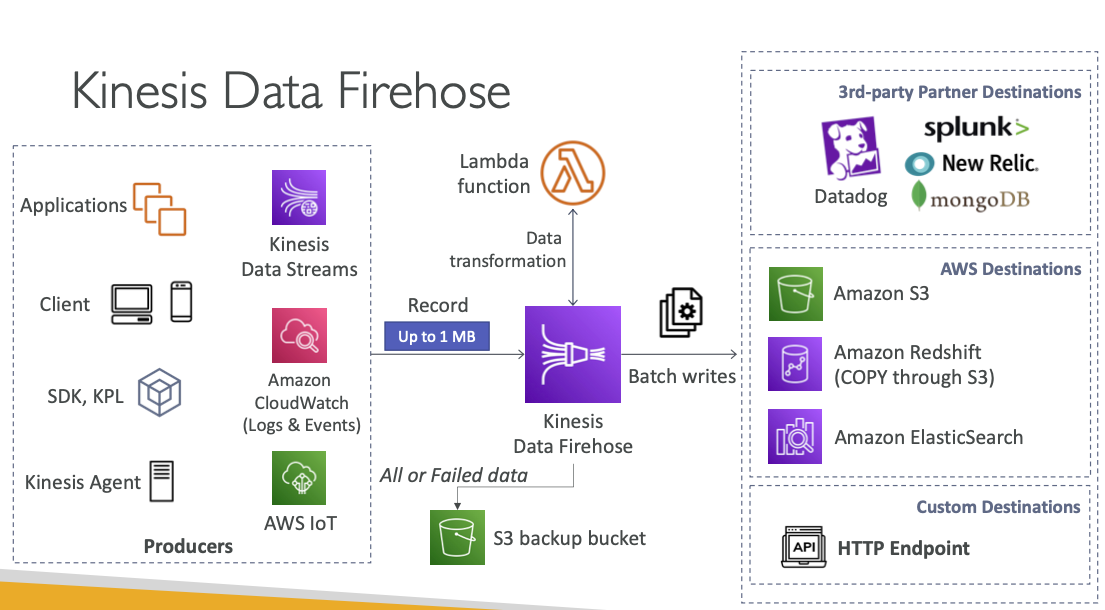 Kinesis Data Firehose
Applications
Kinesis
Data Streams
Client
Amazon
CloudWatch
(Logs & Events)
SDK, KPL
Kinesis Agent
AWS IoT
Producers
Lambda
function
Data
transformation
Record
Up to 1 MB
Kinesis
Data Firehose
Batch writes
All or Failed data
S3 backup bucket
3rd-party Partner Destinations
Datadog
splunk>
New Relic.
mongoDB
AWS Destinations
Amazon S3
Amazon Redshift
(COPY through S3)
Amazon ElasticSearch
Custom Destinations
API
HTTP Endpoint